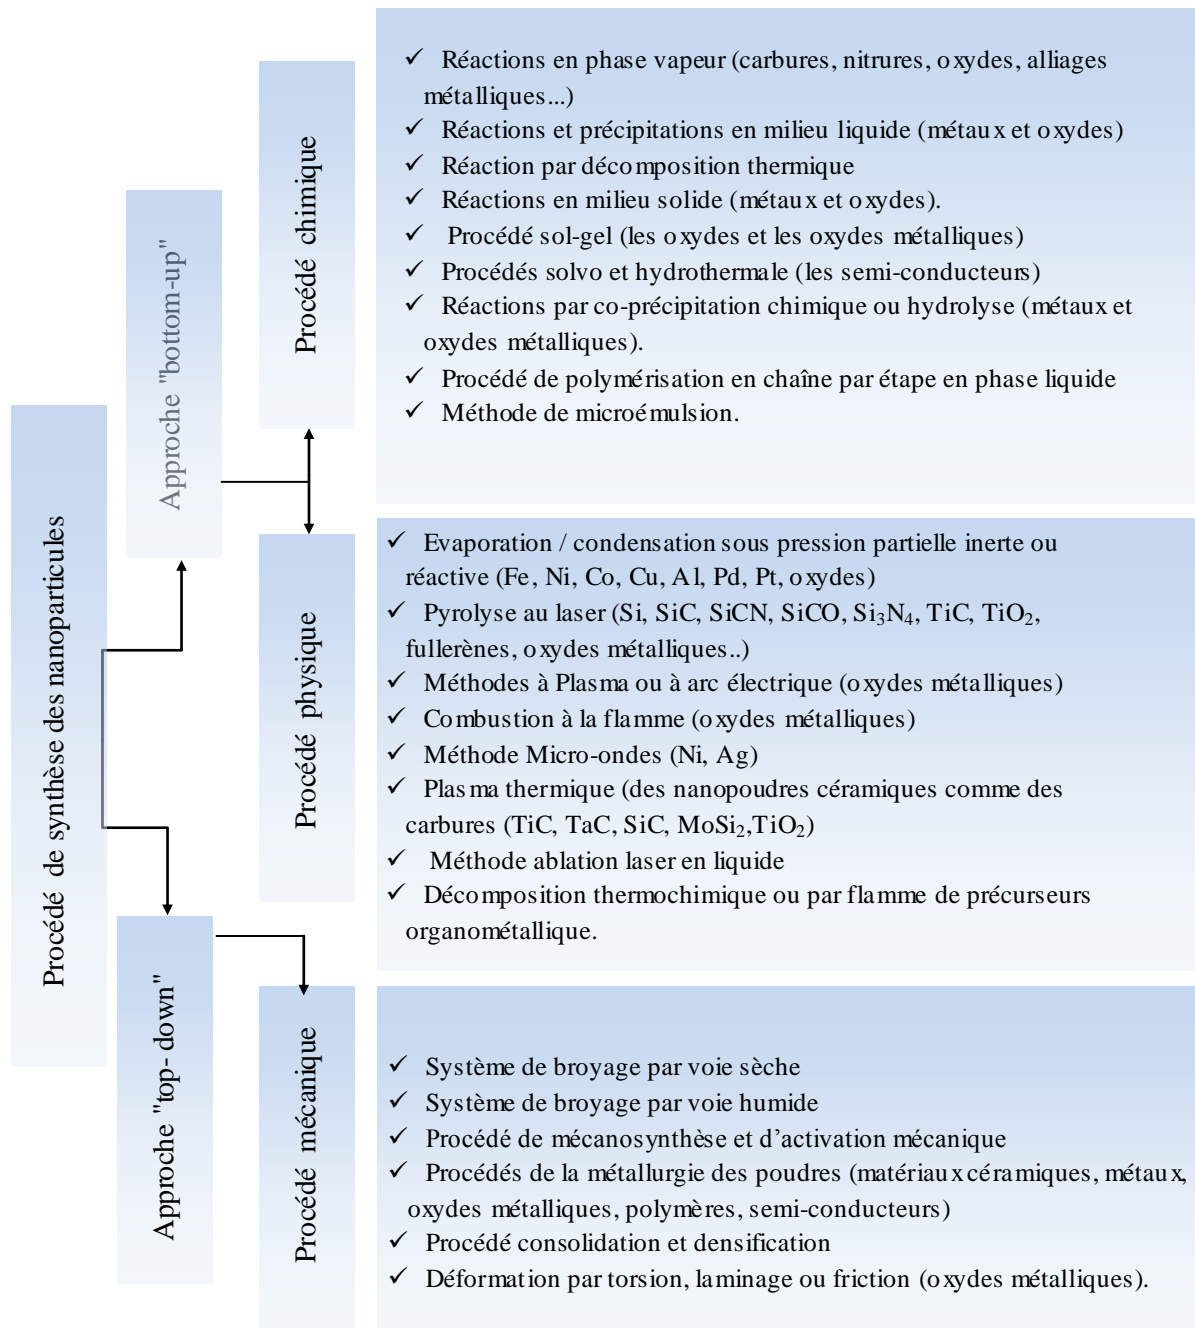 Procédé de synthèse des nanoparticules
Approche "bottom-up"
Procédé chimique
✓ Réactions en phase vapeur (carbures, nitrures, oxydes, alliages
métalliques...)
✓ Réactions et précipitations en milieu liquide (métaux et oxydes)
✓ Réaction par décomposition thermique
✓ Réactions en milieu solide (métaux et oxydes).
✓ Procédé sol-gel (les oxydes et les oxydes métalliques)
✓ Procédés solvo et hydrothermale (les semi-conducteurs)
✓ Réactions par co-précipitation chimique ou hydrolyse (métaux et
oxydes métalliques).
✓ Procédé de polymérisation en chaîne par étape en phase liquide
✓ Méthode de microémulsion.
Procédé physique
✓ Evaporation / condensation sous pression partielle inerte ou
réactive (Fe, Ni, Co, Cu, Al, Pd, Pt, oxydes)
✓ Pyrolyse au laser (Si, SiC, SiCN, SiCO, Si₃N₄, TiC, TiO₂,
fullerènes, oxydes métalliques..)
✓ Méthodes à Plasma ou à arc électrique (oxydes métalliques)
✓ Combustion à la flamme (oxydes métalliques)
✓ Méthode Micro-ondes (Ni, Ag)
✓ Plasma thermique (des nanopoudres céramiques comme des
carbures (TiC, TaC, SiC, MoSi₂,TiO₂)
✓ Méthode ablation laser en liquide
✓ Décomposition thermochimique ou par flamme de précurseurs
organométallique.
Approche "top- down"
Procédé mécanique
✓ Système de broyage par voie sèche
✓ Système de broyage par voie humide
✓ Procédé de mécanosynthèse et d’activation mécanique
✓ Procédés de la métallurgie des poudres (matériaux céramiques, métaux,
oxydes métalliques, polymères, semi-conducteurs)
✓ Procédé consolidation et densification
✓ Déformation par torsion, laminage ou friction (oxydes métalliques).